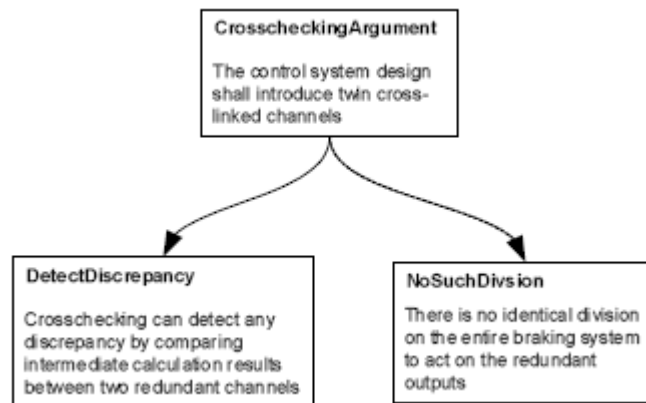 CrosscheckingArgument
The control system design
shall introduce twin cross-
linked channels
DetectDiscrepancy
Crosschecking can detect any
discrepancy by comparing
intermediate calculation results
between two redundant channels
NoSuchDivsion
There is no identical division
on the entire braking system
to act on the redundant
outputs